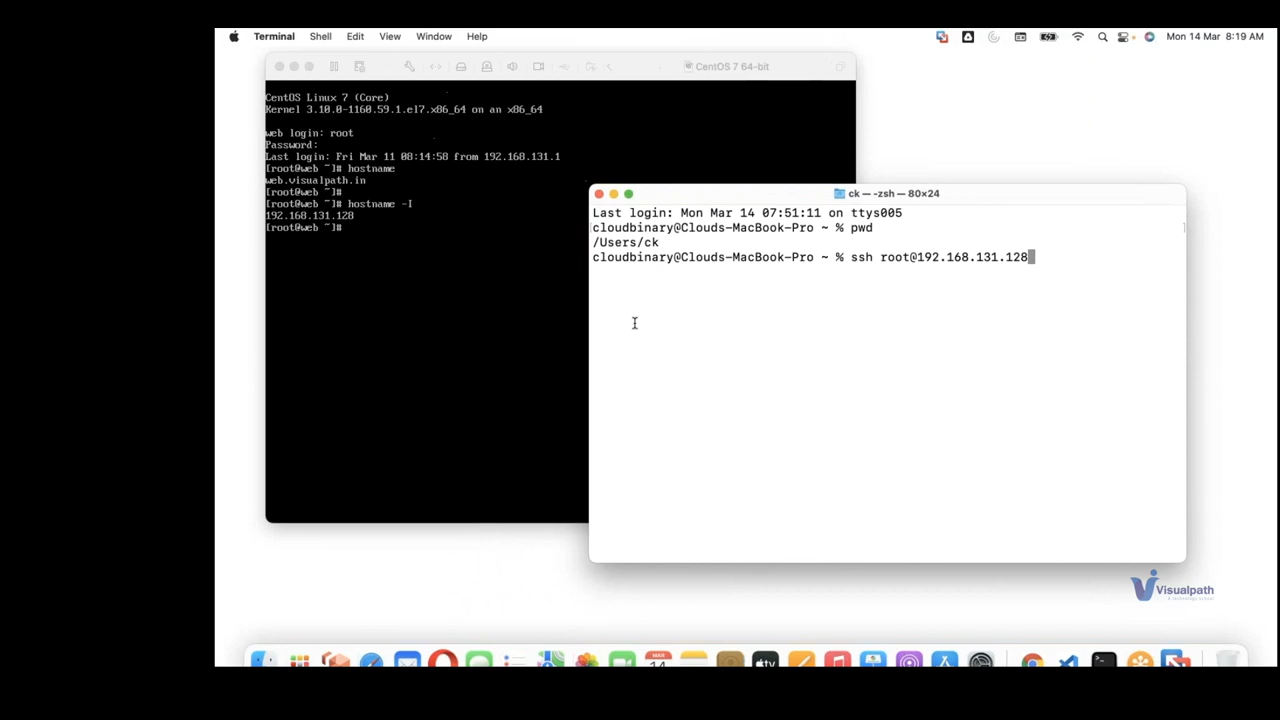 Terminal Shell Edit View Window Help Mon 14 Mar 8:19 AM
CentOS 7 64-bit
CentOS Linux 7 (Core)
Kernel 3.10.0-1160.59.1.el7.x86_64 on an x86_64
web login: root
Password:
Last login: Fri Mar 11 08:14:58 from 192.168.131.1
[root@web ~]# hostname
web.visualpath.in
[root@web ~]#
[root@web ~]# hostname -I
192.168.131.128
[root@web ~]#
ck — -zsh — 80×24
Last login: Mon Mar 14 07:51:11 on ttys005
cloudbinary@Clouds-MacBook-Pro ~ % pwd
/Users/ck
cloudbinary@Clouds-MacBook-Pro ~ % ssh root@192.168.131.128
Visualpath
MAR
14
tv